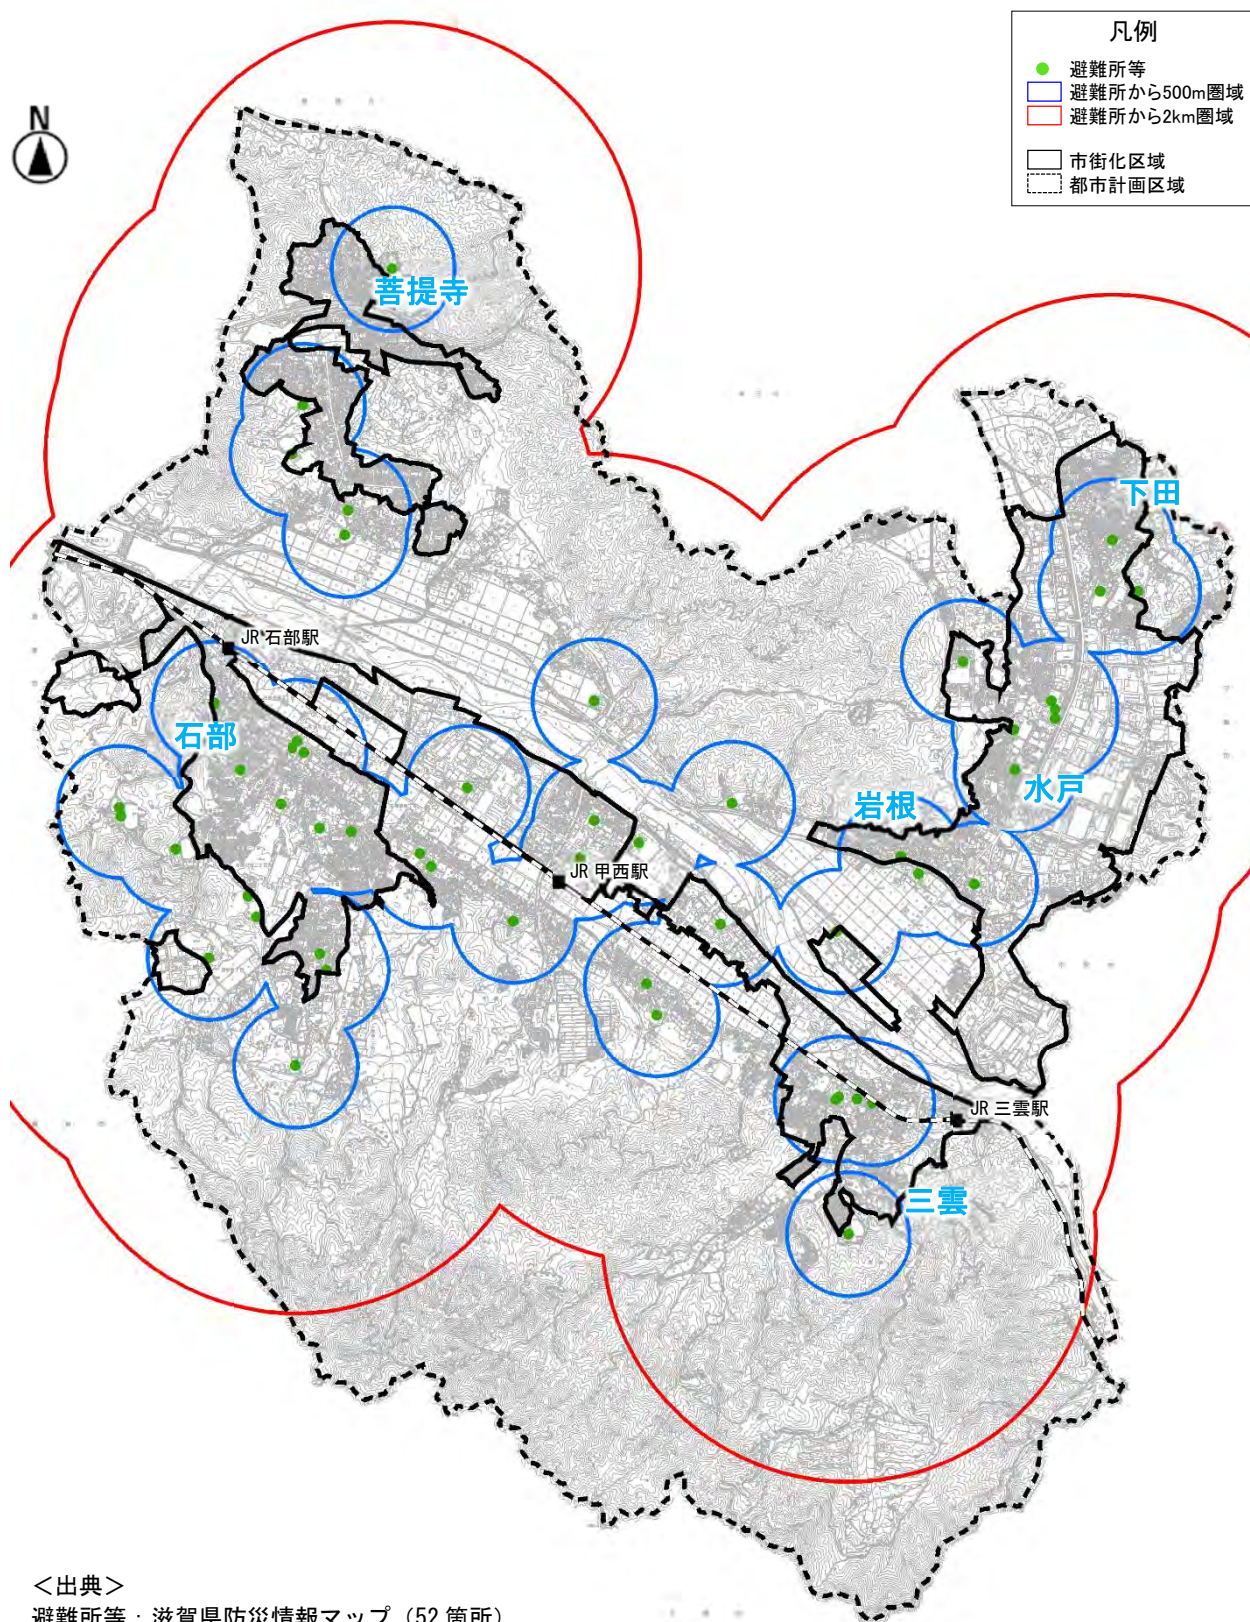 凡例
避難所等
避難所から500m圏域
避難所から2km圏域
市街化区域
都市計画区域
N
菩提寺
下田
JR 石部駅
石部
水戸
岩根
JR 甲西駅
JR 三雲駅
三雲
＜出典＞
避難所等：滋賀県防災情報マップ（52箇所）